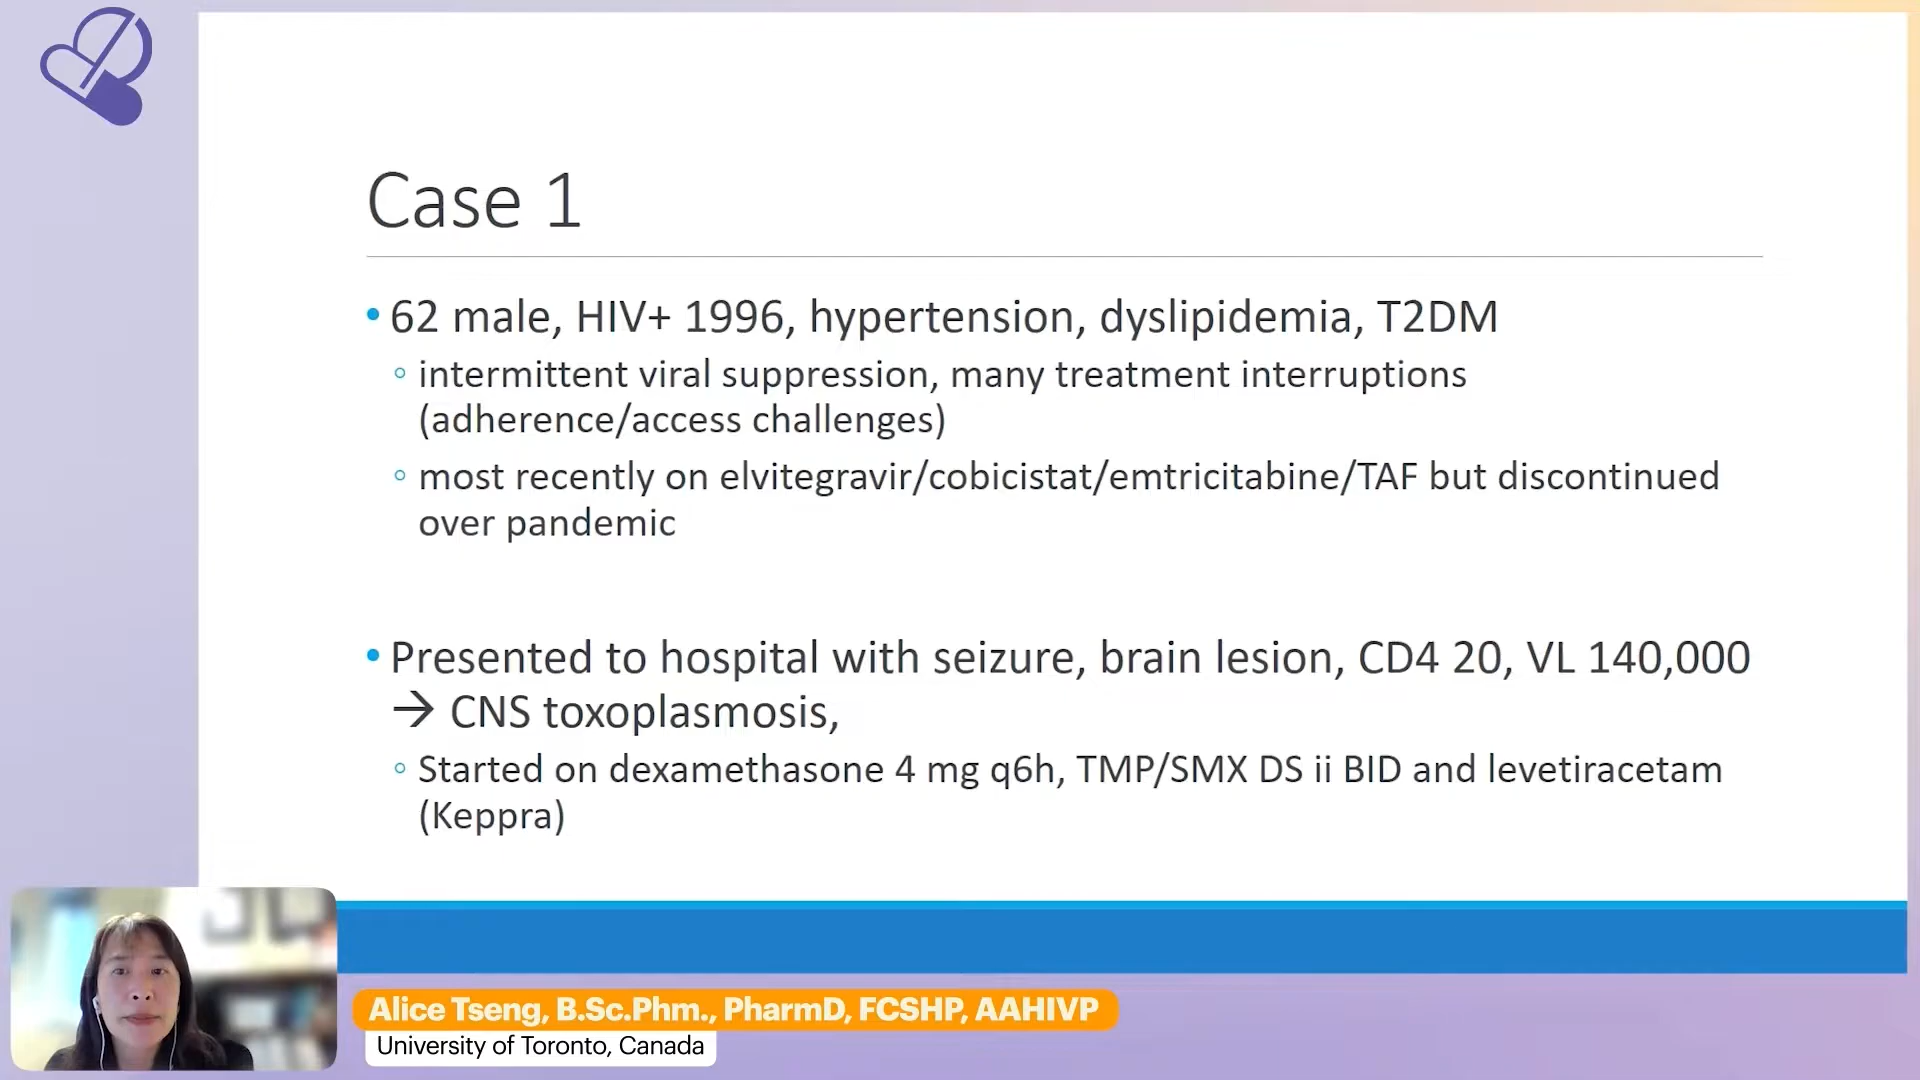 Case 1
• 62 male, HIV+ 1996, hypertension, dyslipidemia, T2DM
◦ intermittent viral suppression, many treatment interruptions
(adherence/access challenges)
◦ most recently on elvitegravir/cobicistat/emtricitabine/TAF but discontinued
over pandemic
• Presented to hospital with seizure, brain lesion, CD4 20, VL 140,000
→ CNS toxoplasmosis,
◦ Started on dexamethasone 4 mg q6h, TMP/SMX DS ii BID and levetiracetam
(Keppra)
Alice Tseng, B.Sc.Phm., PharmD, FCSHP, AAHIVP
University of Toronto, Canada